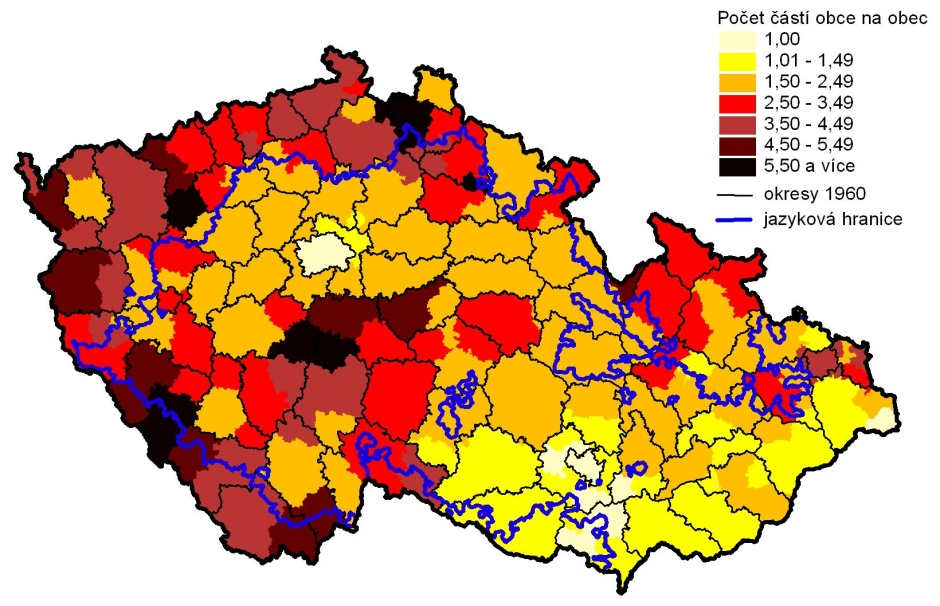 Počet částí obce na obec
1,00
1,01 - 1,49
1,50 - 2,49
2,50 - 3,49
3,50 - 4,49
4,50 - 5,49
5,50 a více
okresy 1960
jazyková hranice